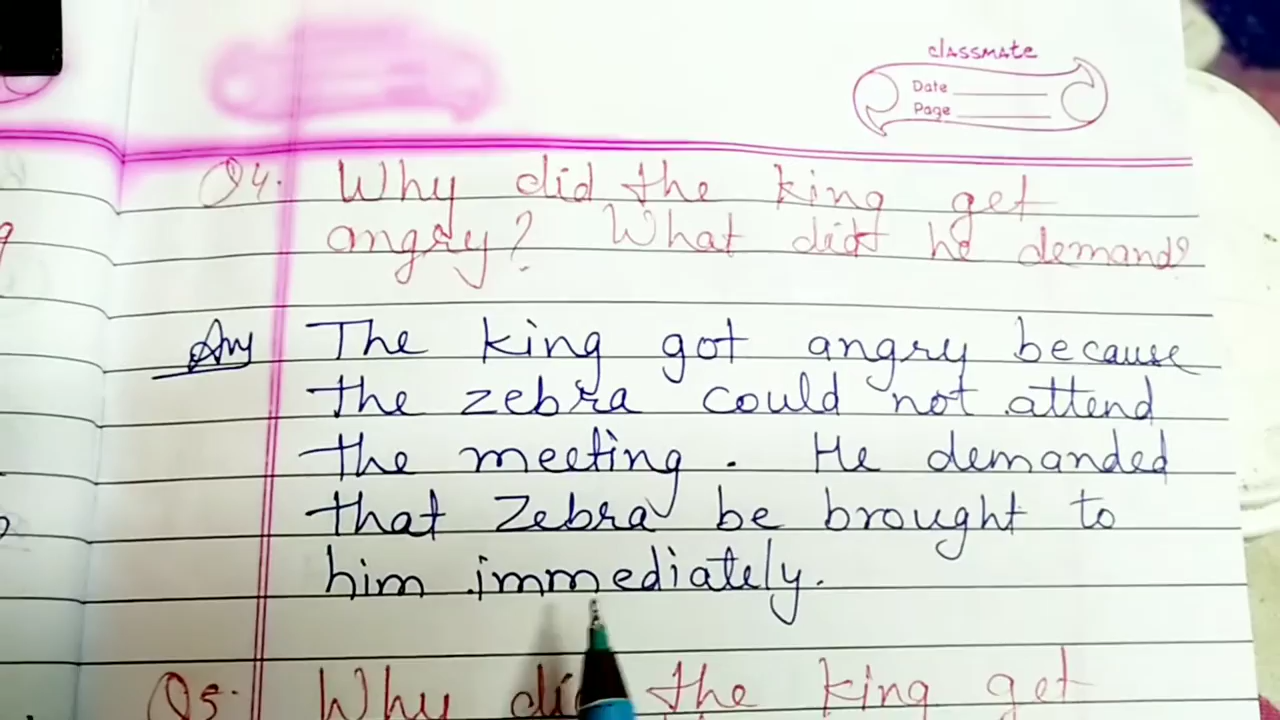 classmate
Date
Page
Q4. Why did the king get
angry? What did he demand?
Ans The king got angry because
the zebra could not attend
the meeting. He demanded
that Zebra be brought to
him immediately.
Q5. Why did the king get